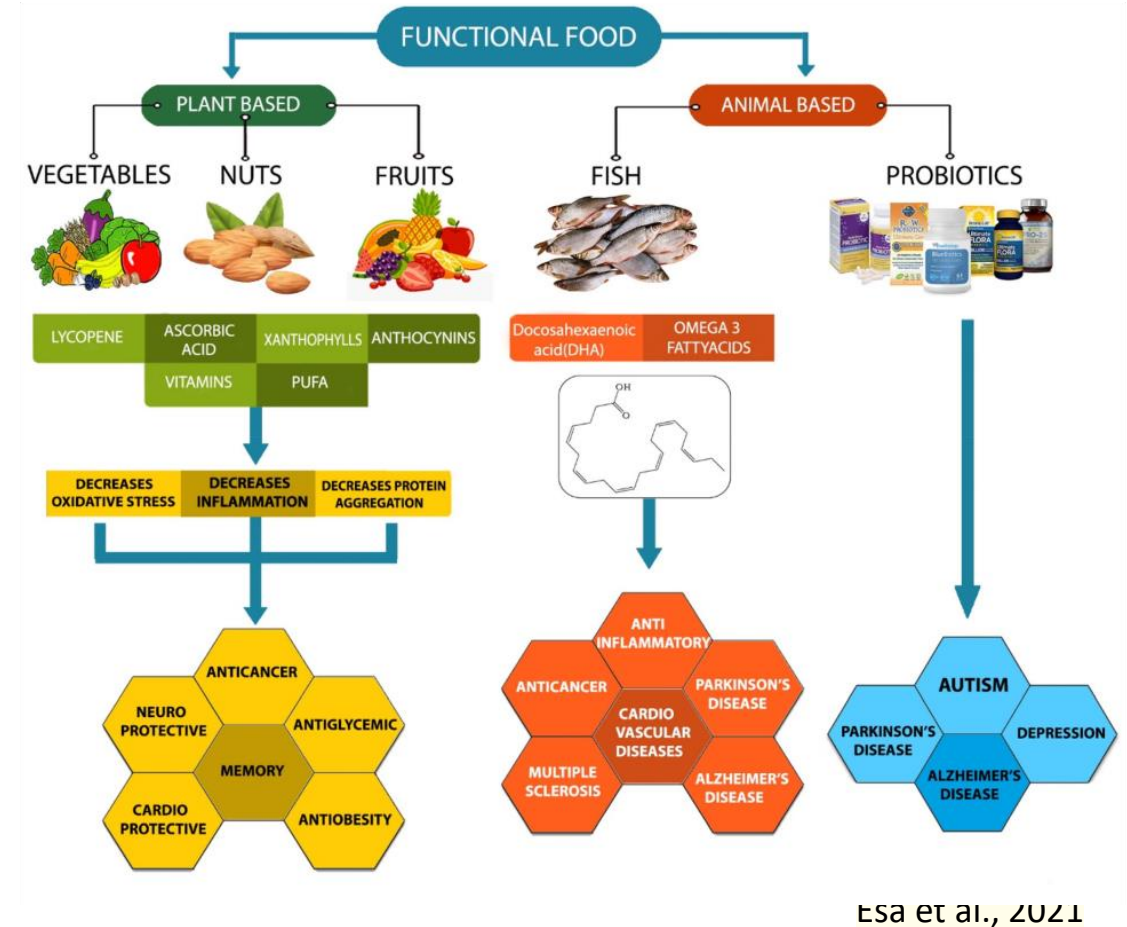 FUNCTIONAL FOOD
PLANT BASED
ANIMAL BASED
VEGETABLES
NUTS
FRUITS
FISH
PROBIOTICS
LYCOPENE
ASCORBIC
ACID
XANTHOPHYLLS
ANTHOCYNINS
VITAMINS
PUFA
Docosahexaenoic
acid(DHA)
OMEGA 3
FATTYACIDS
OH
O
DECREASES
OXIDATIVE STRESS
DECREASES
INFLAMMATION
DECREASES PROTEIN
AGGREGATION
ANTICANCER
NEURO
PROTECTIVE
ANTIGLYCEMIC
MEMORY
CARDIO
PROTECTIVE
ANTIOBESITY
ANTI
INFLAMMATORY
ANTICANCER
PARKINSON'S
DISEASE
CARDIO
VASCULAR
DISEASES
MULTIPLE
SCLEROSIS
ALZHEIMER'S
DISEASE
AUTISM
PARKINSON'S
DISEASE
DEPRESSION
ALZHEIMER'S
DISEASE
Esa et al., 2021